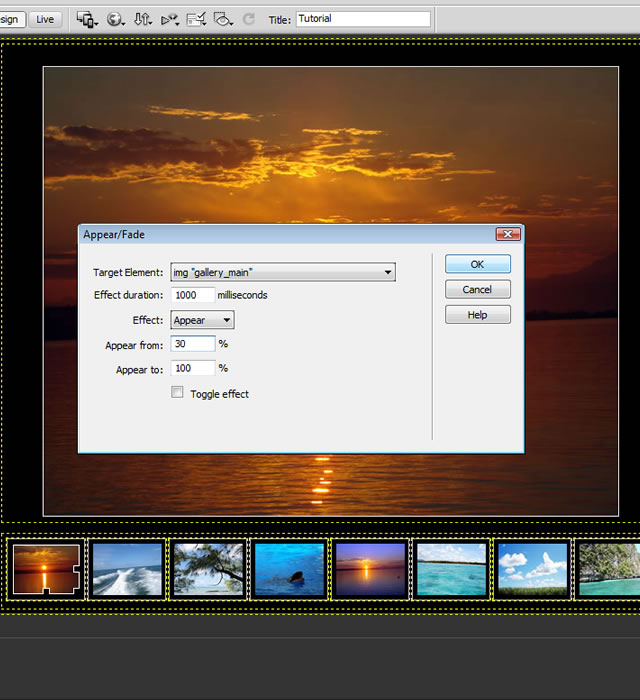 sign Live Title: Tutorial
Appear/Fade
Target Element: img "gallery_main"
OK
Effect duration: 1000 milliseconds
Cancel
Effect: Appear
Help
Appear from: 30 %
Appear to: 100 %
Toggle effect